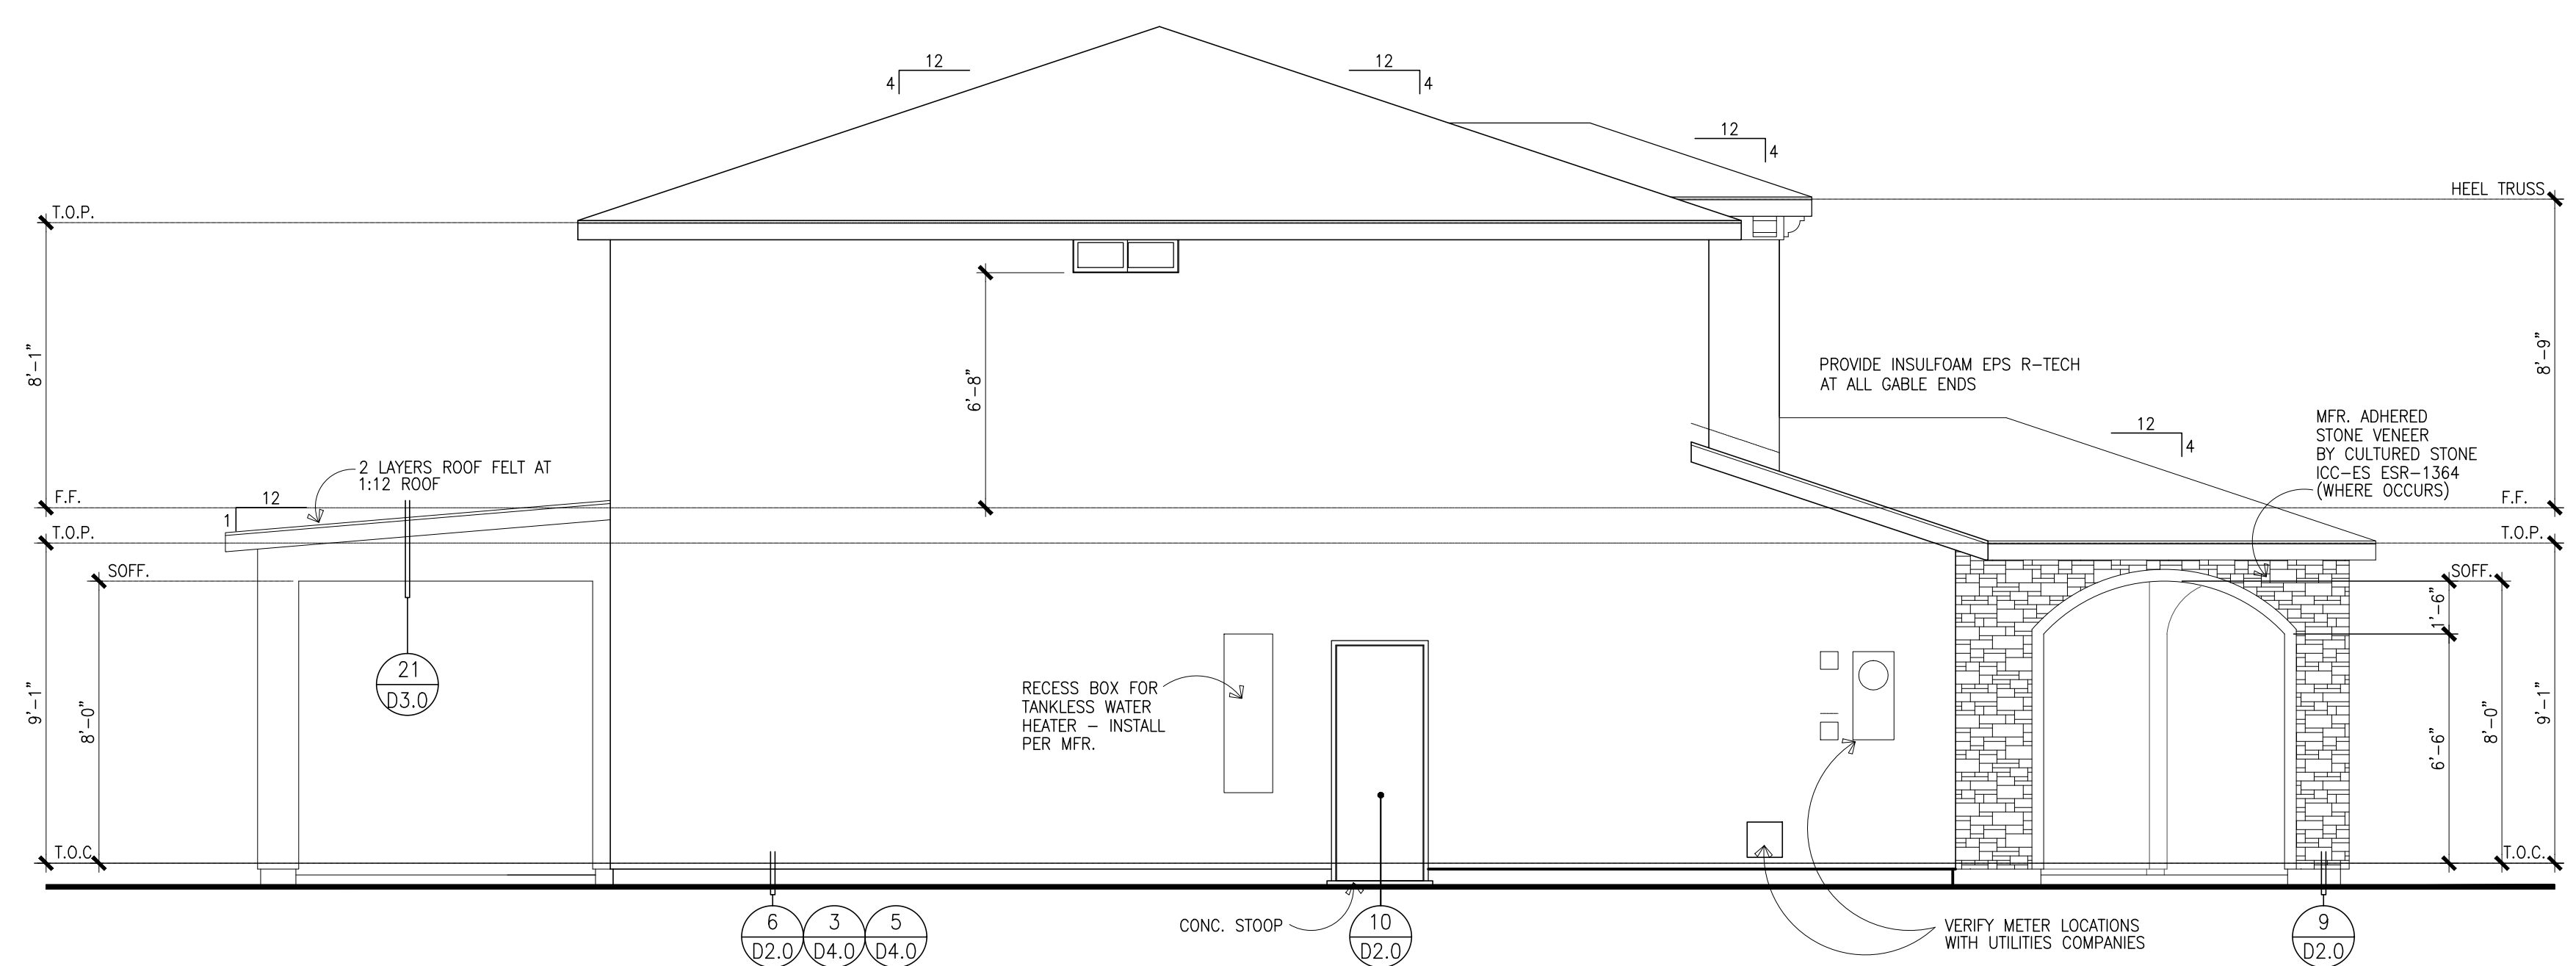 12
4
12
4
12
4
HEEL TRUSS
T.O.P.
8'-1"
6'-8"
8'-9"
PROVIDE INSULFOAM EPS R-TECH
AT ALL GABLE ENDS
12
4
MFR. ADHERED
STONE VENEER
BY CULTURED STONE
ICC-ES ESR-1364
(WHERE OCCURS)
2 LAYERS ROOF FELT AT
1:12 ROOF
F.F.
12
1
F.F.
T.O.P.
T.O.P.
SOFF.
SOFF.
1'-6"
21
D3.0
9'-1"
8'-0"
RECESS BOX FOR
TANKLESS WATER
HEATER - INSTALL
PER MFR.
6'-6"
8'-0"
9'-1"
T.O.C.
T.O.C.
6
D2.0
3
D4.0
5
D4.0
CONC. STOOP
10
D2.0
VERIFY METER LOCATIONS
WITH UTILITIES COMPANIES
9
D2.0